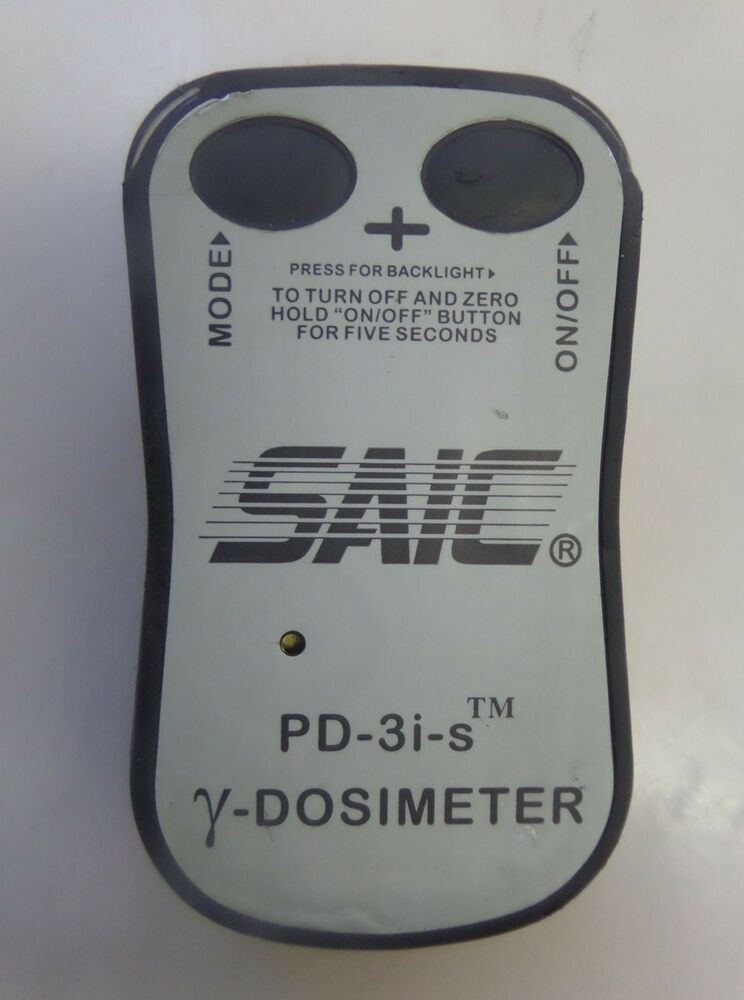 MODE▶
+
ON/OFF▶
PRESS FOR BACKLIGHT▶
TO TURN OFF AND ZERO
HOLD "ON/OFF" BUTTON
FOR FIVE SECONDS
SAIC®
PD-3i-s™
γ-DOSIMETER